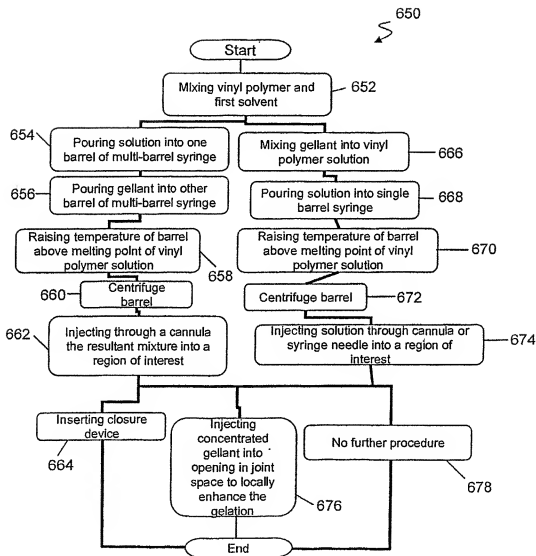 650
Start
Mixing vinyl polymer and
first solvent
652
654
Pouring solution into one
barrel of multi-barrel syringe
Mixing gellant into vinyl
polymer solution
666
656
Pouring gellant into other
barrel of multi-barrel syringe
Pouring solution into single
barrel syringe
668
Raising temperature of barrel
above melting point of vinyl
polymer solution
658
Raising temperature of barrel
above melting point of vinyl
polymer solution
670
660
Centrifuge
barrel
Centrifuge barrel
672
662
Injecting through a cannula
the resultant mixture into a
region of interest
Injecting solution through cannula or
syringe needle into a region of
interest
674
Inserting closure
device
664
Injecting
concentrated
gellant into
opening in joint
space to locally
enhance the
gelation
676
No further procedure
678
End